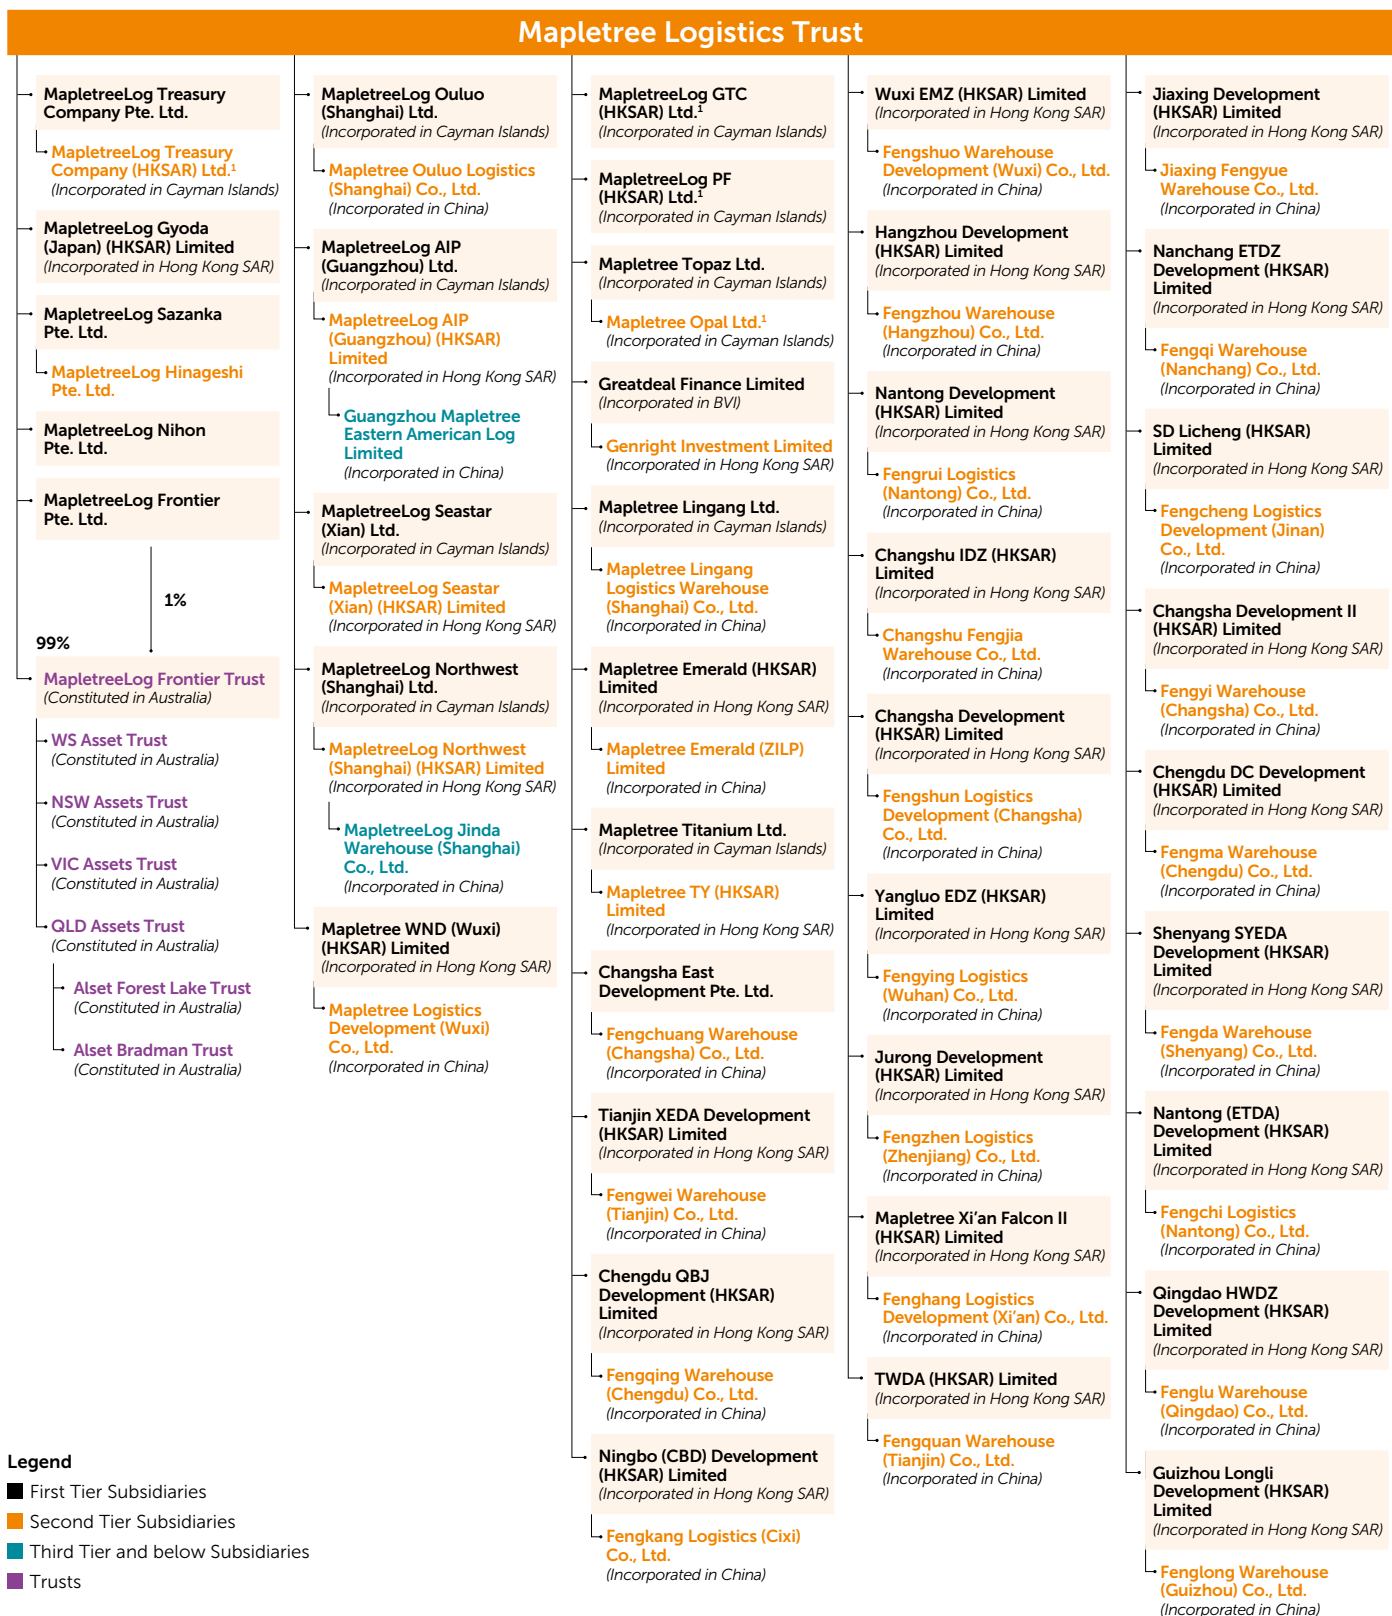 Mapletree Logistics Trust
MapletreeLog Treasury
Company Pte. Ltd.
MapletreeLog Treasury
Company (HKSAR) Ltd.¹
(Incorporated in Cayman Islands)
MapletreeLog Gyoda
(Japan) (HKSAR) Limited
(Incorporated in Hong Kong SAR)
MapletreeLog Sazanka
Pte. Ltd.
MapletreeLog Hinageshi
Pte. Ltd.
MapletreeLog Nihon
Pte. Ltd.
MapletreeLog Frontier
Pte. Ltd.
1%
99%
MapletreeLog Frontier Trust
(Constituted in Australia)
WS Asset Trust
(Constituted in Australia)
NSW Assets Trust
(Constituted in Australia)
VIC Assets Trust
(Constituted in Australia)
QLD Assets Trust
(Constituted in Australia)
Alset Forest Lake Trust
(Constituted in Australia)
Alset Bradman Trust
(Constituted in Australia)
MapletreeLog Ouluo
(Shanghai) Ltd.
(Incorporated in Cayman Islands)
Mapletree Ouluo Logistics
(Shanghai) Co., Ltd.
(Incorporated in China)
MapletreeLog AIP
(Guangzhou) Ltd.
(Incorporated in Cayman Islands)
MapletreeLog AIP
(Guangzhou) (HKSAR)
Limited
(Incorporated in Hong Kong SAR)
Guangzhou Mapletree
Eastern American Log
Limited
(Incorporated in China)
MapletreeLog Seastar
(Xian) Ltd.
(Incorporated in Cayman Islands)
MapletreeLog Seastar
(Xian) (HKSAR) Limited
(Incorporated in Hong Kong SAR)
MapletreeLog Northwest
(Shanghai) Ltd.
(Incorporated in Cayman Islands)
MapletreeLog Northwest
(Shanghai) (HKSAR) Limited
(Incorporated in Hong Kong SAR)
MapletreeLog Jinda
Warehouse (Shanghai)
Co., Ltd.
(Incorporated in China)
Mapletree WND (Wuxi)
(HKSAR) Limited
(Incorporated in Hong Kong SAR)
Mapletree Logistics
Development (Wuxi)
Co., Ltd.
(Incorporated in China)
MapletreeLog GTC
(HKSAR) Ltd.¹
(Incorporated in Cayman Islands)
MapletreeLog PF
(HKSAR) Ltd.¹
(Incorporated in Cayman Islands)
Mapletree Topaz Ltd.
(Incorporated in Cayman Islands)
Mapletree Opal Ltd.¹
(Incorporated in Cayman Islands)
Greatdeal Finance Limited
(Incorporated in BVI)
Genright Investment Limited
(Incorporated in Hong Kong SAR)
Mapletree Lingang Ltd.
(Incorporated in Cayman Islands)
Mapletree Lingang
Logistics Warehouse
(Shanghai) Co., Ltd.
(Incorporated in China)
Mapletree Emerald (HKSAR)
Limited
(Incorporated in Hong Kong SAR)
Mapletree Emerald (ZILP)
Limited
(Incorporated in China)
Mapletree Titanium Ltd.
(Incorporated in Cayman Islands)
Mapletree TY (HKSAR)
Limited
(Incorporated in Hong Kong SAR)
Changsha East
Development Pte. Ltd.
Fengchuang Warehouse
(Changsha) Co., Ltd.
(Incorporated in China)
Tianjin XEDA Development
(HKSAR) Limited
(Incorporated in Hong Kong SAR)
Fengwei Warehouse
(Tianjin) Co., Ltd.
(Incorporated in China)
Chengdu QBJ
Development (HKSAR)
Limited
(Incorporated in Hong Kong SAR)
Fengqing Warehouse
(Chengdu) Co., Ltd.
(Incorporated in China)
Ningbo (CBD) Development
(HKSAR) Limited
(Incorporated in Hong Kong SAR)
Fengkang Logistics (Cixi)
Co., Ltd.
(Incorporated in China)
Wuxi EMZ (HKSAR) Limited
(Incorporated in Hong Kong SAR)
Fengshuo Warehouse
Development (Wuxi) Co., Ltd.
(Incorporated in China)
Hangzhou Development
(HKSAR) Limited
(Incorporated in Hong Kong SAR)
Fengzhou Warehouse
(Hangzhou) Co., Ltd.
(Incorporated in China)
Nantong Development
(HKSAR) Limited
(Incorporated in Hong Kong SAR)
Fengrui Logistics
(Nantong) Co., Ltd.
(Incorporated in China)
Changshu IDZ (HKSAR)
Limited
(Incorporated in Hong Kong SAR)
Changshu Fengjia
Warehouse Co., Ltd.
(Incorporated in China)
Changsha Development
(HKSAR) Limited
(Incorporated in Hong Kong SAR)
Fengshun Logistics
Development (Changsha)
Co., Ltd.
(Incorporated in China)
Yangluo EDZ (HKSAR)
Limited
(Incorporated in Hong Kong SAR)
Fengying Logistics
(Wuhan) Co., Ltd.
(Incorporated in China)
Jurong Development
(HKSAR) Limited
(Incorporated in Hong Kong SAR)
Fengzhen Logistics
(Zhenjiang) Co., Ltd.
(Incorporated in China)
Mapletree Xi’an Falcon II
(HKSAR) Limited
(Incorporated in Hong Kong SAR)
Fenghang Logistics
Development (Xi’an) Co., Ltd.
(Incorporated in China)
TWDA (HKSAR) Limited
(Incorporated in Hong Kong SAR)
Fengquan Warehouse
(Tianjin) Co., Ltd.
(Incorporated in China)
Jiaxing Development
(HKSAR) Limited
(Incorporated in Hong Kong SAR)
Jiaxing Fengyue
Warehouse Co., Ltd.
(Incorporated in China)
Nanchang ETDZ
Development (HKSAR)
Limited
(Incorporated in Hong Kong SAR)
Fengqi Warehouse
(Nanchang) Co., Ltd.
(Incorporated in China)
SD Licheng (HKSAR)
Limited
(Incorporated in Hong Kong SAR)
Fengcheng Logistics
Development (Jinan)
Co., Ltd.
(Incorporated in China)
Changsha Development II
(HKSAR) Limited
(Incorporated in Hong Kong SAR)
Fengyi Warehouse
(Changsha) Co., Ltd.
(Incorporated in China)
Chengdu DC Development
(HKSAR) Limited
(Incorporated in Hong Kong SAR)
Fengma Warehouse
(Chengdu) Co., Ltd.
(Incorporated in China)
Shenyang SYEDA
Development (HKSAR)
Limited
(Incorporated in Hong Kong SAR)
Fengda Warehouse
(Shenyang) Co., Ltd.
(Incorporated in China)
Nantong (ETDA)
Development (HKSAR)
Limited
(Incorporated in Hong Kong SAR)
Fengchi Logistics
(Nantong) Co., Ltd.
(Incorporated in China)
Qingdao HWDZ
Development (HKSAR)
Limited
(Incorporated in Hong Kong SAR)
Fenglu Warehouse
(Qingdao) Co., Ltd.
(Incorporated in China)
Guizhou Longli
Development (HKSAR)
Limited
(Incorporated in Hong Kong SAR)
Fenglong Warehouse
(Guizhou) Co., Ltd.
(Incorporated in China)
Legend
First Tier Subsidiaries
Second Tier Subsidiaries
Third Tier and below Subsidiaries
Trusts